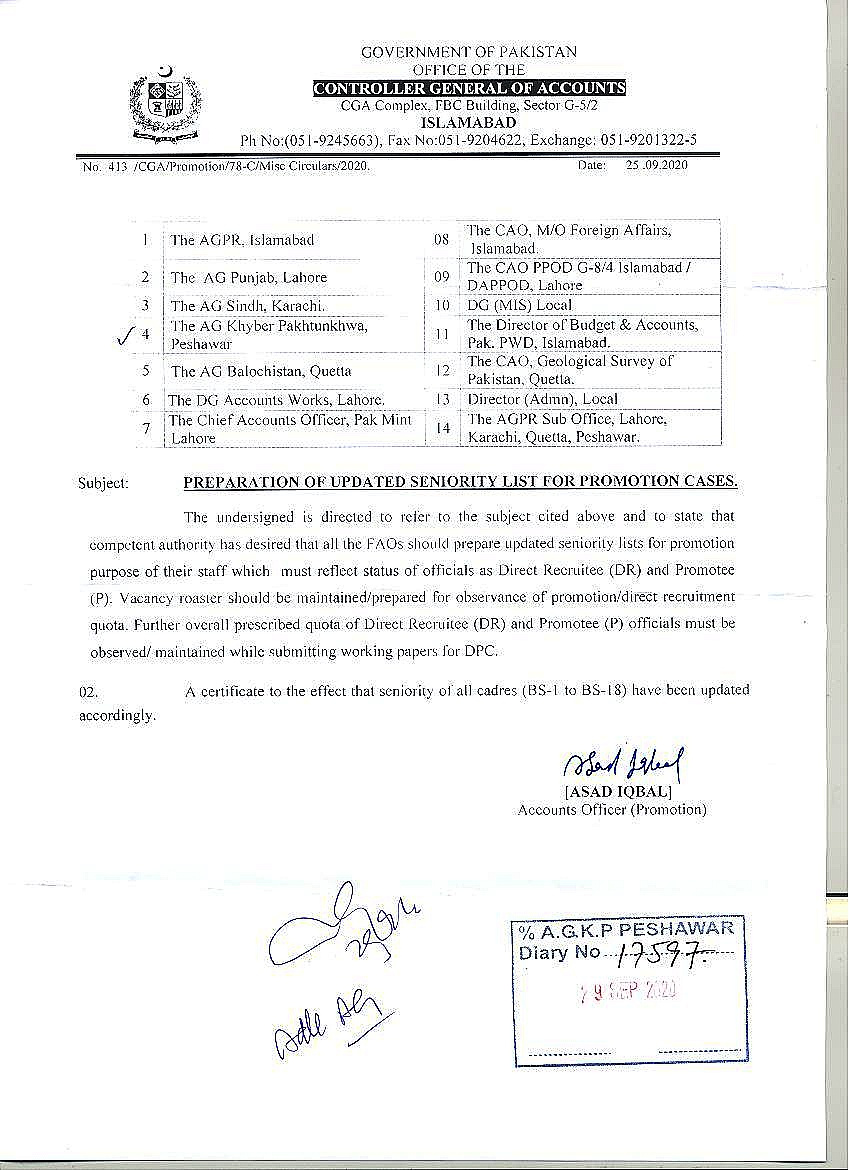 GOVERNMENT OF PAKISTAN
OFFICE OF THE
CONTROLLER GENERAL OF ACCOUNTS
CGA Complex, FBC Building, Sector G-5/2
ISLAMABAD
Ph No:(051-9245663), Fax No:051-9204622, Exchange: 051-9201322-5
No. 413 /CGA/Promotion/78-C/Misc Circulars/2020. Date: 25 .09.2020
1 The AGPR, Islamabad 08 The CAO, M/O Foreign Affairs,
Islamabad.
2 The AG Punjab, Lahore 09 The CAO PPOD G-8/4 Islamabad /
DAPPOD, Lahore
3 The AG Sindh, Karachi. 10 DG (MIS) Local
4 The AG Khyber Pakhtunkhwa, 11 The Director of Budget & Accounts,
Peshawar Pak. PWD, Islamabad.
5 The AG Balochistan, Quetta 12 The CAO, Geological Survey of
Pakistan, Quetta.
6 The DG Accounts Works, Lahore. 13 Director (Admn), Local
7 The Chief Accounts Officer, Pak Mint 14 The AGPR Sub Office, Lahore,
Lahore Karachi, Quetta, Peshawar.
Subject: PREPARATION OF UPDATED SENIORITY LIST FOR PROMOTION CASES.
The undersigned is directed to refer to the subject cited above and to state that
competent authority has desired that all the FAOs should prepare updated seniority lists for promotion
purpose of their staff which must reflect status of officials as Direct Recruitee (DR) and Promotee
(P). Vacancy roaster should be maintained/prepared for observance of promotion/direct recruitment
quota. Further overall prescribed quota of Direct Recruitee (DR) and Promotee (P) officials must be
observed/ maintained while submitting working papers for DPC.
02. A certificate to the effect that seniority of all cadres (BS-1 to BS-18) have been updated
accordingly.
Asad Iqbal
[ASAD IQBAL]
Accounts Officer (Promotion)
% A.G.K.P PESHAWAR
Diary No 17597
29 SEP 2020